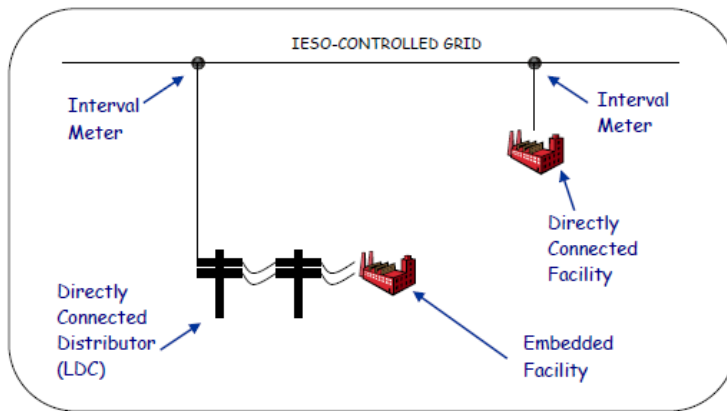 IESO-CONTROLLED GRID
Interval
Meter
Interval
Meter
Directly
Connected
Facility
Directly
Connected
Distributor
(LDC)
Embedded
Facility